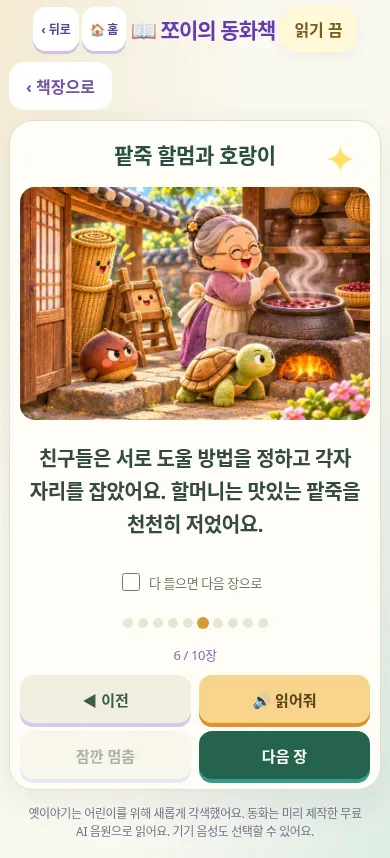 ‹ 뒤로
🏠 홈
📖 쪼이의 동화책
읽기 끔
‹ 책장으로
팥죽 할멈과 호랑이
친구들은 서로 도울 방법을 정하고 각자
자리를 잡았어요. 할머니는 맛있는 팥죽을
천천히 저었어요.
다 들으면 다음 장으로
6 / 10장
◀ 이전
🔊 읽어줘
잠깐 멈춤
다음 장
옛이야기는 어린이를 위해 새롭게 각색했어요. 동화는 미리 제작한 무료
AI 음원으로 읽어요. 기기 음성도 선택할 수 있어요.